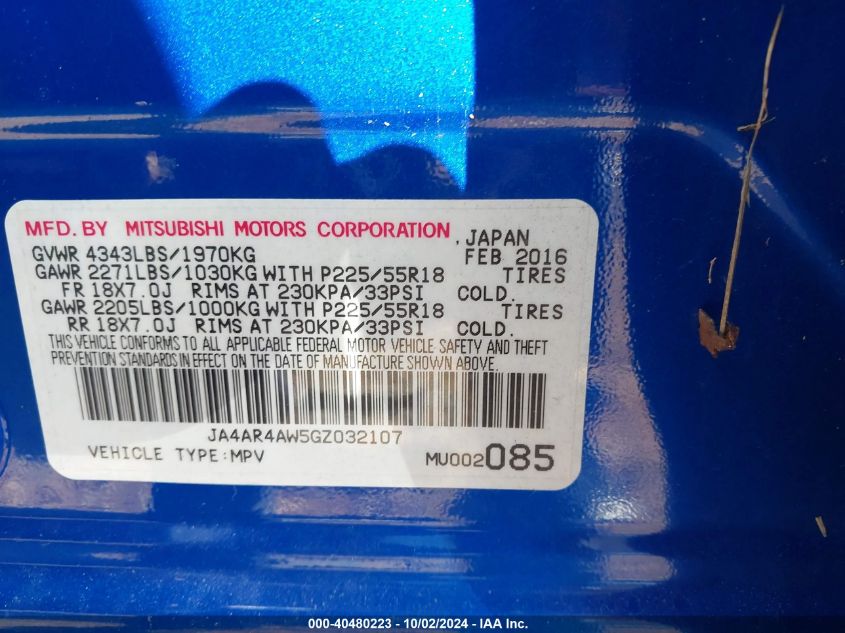 MFD. BY MITSUBISHI MOTORS CORPORATION , JAPAN
GVWR 4343LBS/1970KG FEB 2016
GAWR 2271LBS/1030KG WITH P225/55R18 TIRES
FR 18X7.0J RIMS AT 230KPA/33PSI COLD.
GAWR 2205LBS/1000KG WITH P225/55R18 TIRES
RR 18X7.0J RIMS AT 230KPA/33PSI COLD.
THIS VEHICLE CONFORMS TO ALL APPLICABLE FEDERAL MOTOR VEHICLE SAFETY AND THEFT
PREVENTION STANDARDS IN EFFECT ON THE DATE OF MANUFACTURE SHOWN ABOVE.
JA4AR4AW5GZ032107
VEHICLE TYPE:MPV MU002085
000-40480223 - 10/02/2024 - IAA Inc.